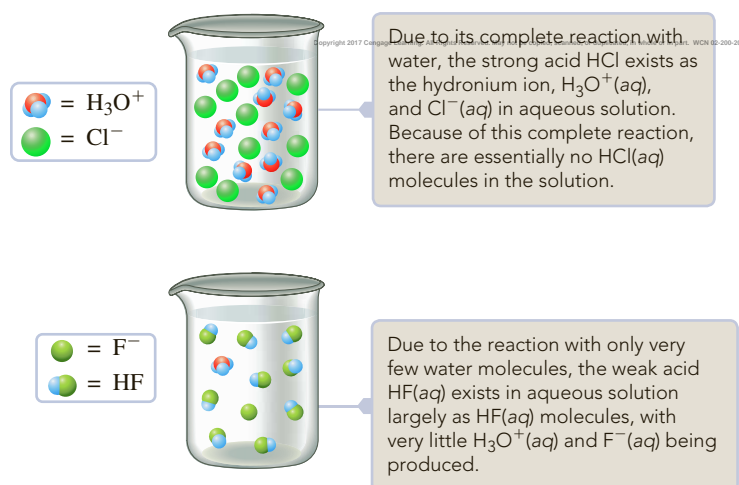 Due to its complete reaction with
water, the strong acid HCl exists as
the hydronium ion, H₃O⁺(aq),
and Cl⁻(aq) in aqueous solution.
Because of this complete reaction,
there are essentially no HCl(aq)
molecules in the solution.
= H₃O⁺
= Cl⁻
= F⁻
= HF
Due to the reaction with only very
few water molecules, the weak acid
HF(aq) exists in aqueous solution
largely as HF(aq) molecules, with
very little H₃O⁺(aq) and F⁻(aq) being
produced.